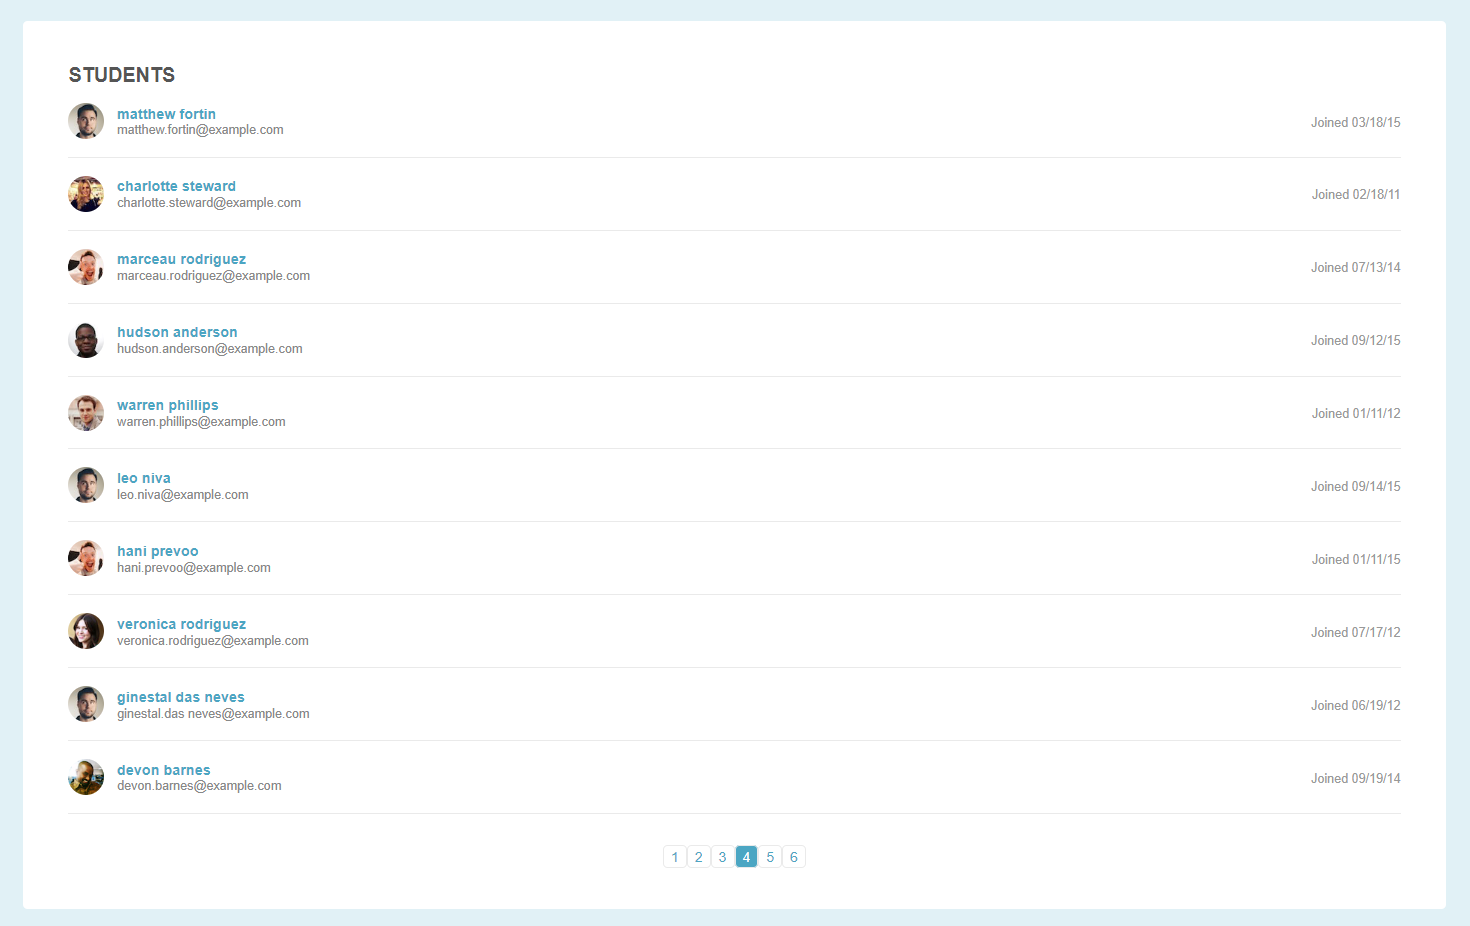 STUDENTS
matthew fortin
matthew.fortin@example.com
Joined 03/18/15
charlotte steward
charlotte.steward@example.com
Joined 02/18/11
marceau rodriguez
marceau.rodriguez@example.com
Joined 07/13/14
hudson anderson
hudson.anderson@example.com
Joined 09/12/15
warren phillips
warren.phillips@example.com
Joined 01/11/12
leo niva
leo.niva@example.com
Joined 09/14/15
hani prevoo
hani.prevoo@example.com
Joined 01/11/15
veronica rodriguez
veronica.rodriguez@example.com
Joined 07/17/12
ginestal das neves
ginestal.das neves@example.com
Joined 06/19/12
devon barnes
devon.barnes@example.com
Joined 09/19/14
1 2 3 4 5 6